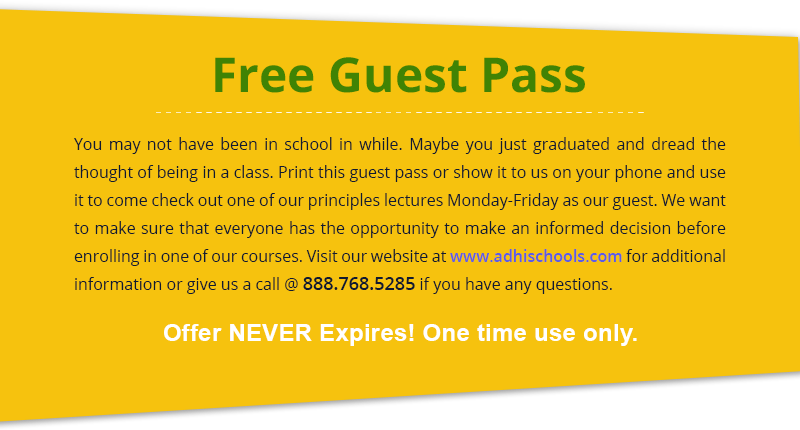 Free Guest Pass
You may not have been in school in while. Maybe you just graduated and dread the
thought of being in a class. Print this guest pass or show it to us on your phone and use
it to come check out one of our principles lectures Monday-Friday as our guest. We want
to make sure that everyone has the opportunity to make an informed decision before
enrolling in one of our courses. Visit our website at www.adhischools.com for additional
information or give us a call @ 888.768.5285 if you have any questions.
Offer NEVER Expires! One time use only.